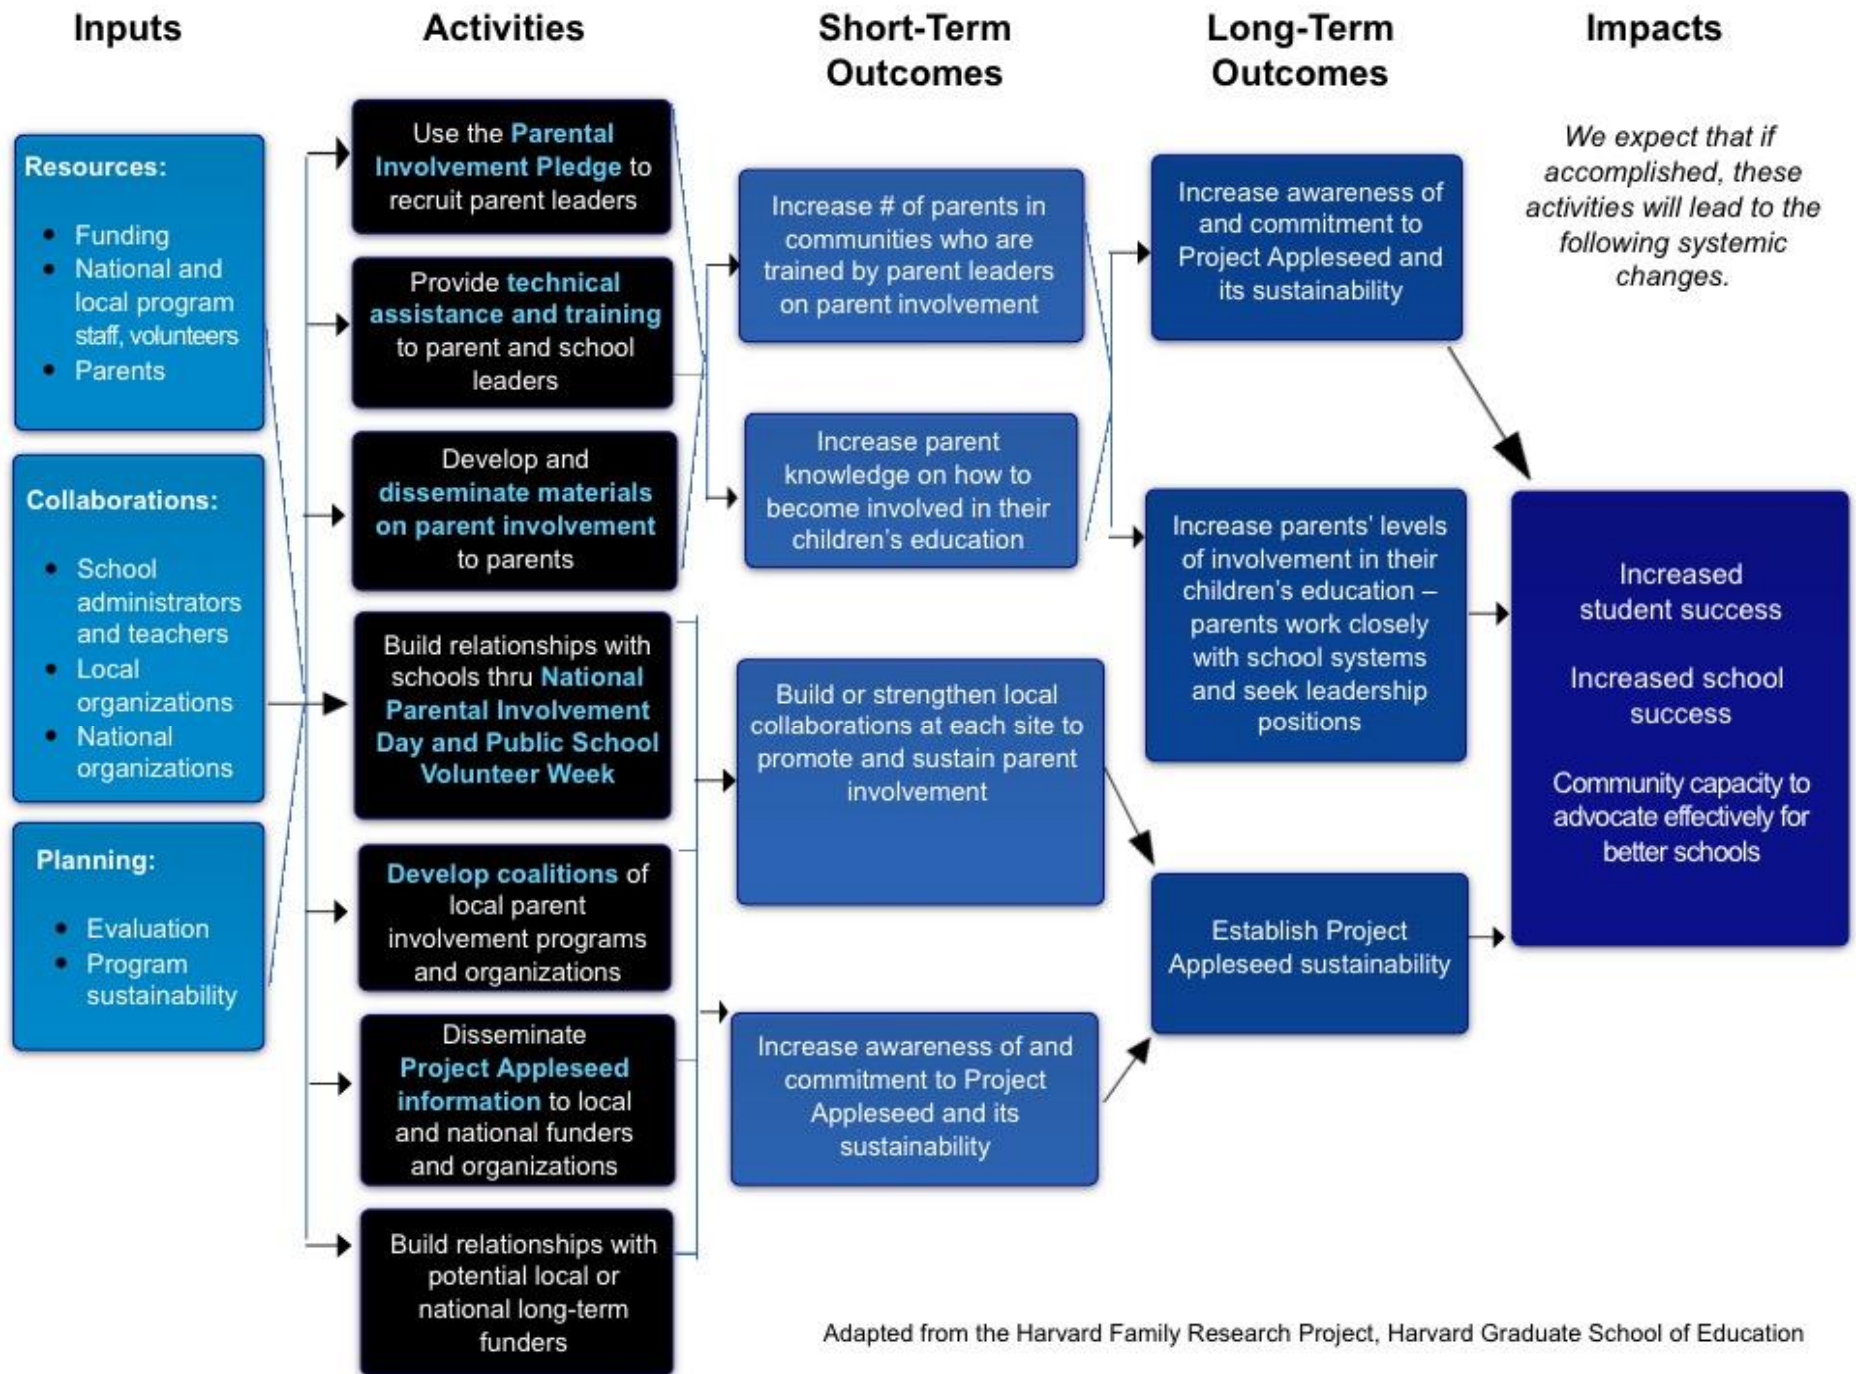 Inputs
Activities
Short-Term
Outcomes
Long-Term
Outcomes
Impacts
Resources:
• Funding
• National and
local program
staff, volunteers
• Parents
Collaborations:
• School
administrators
and teachers
• Local
organizations
• National
organizations
Planning:
• Evaluation
• Program
sustainability
Use the Parental
Involvement Pledge to
recruit parent leaders
Provide technical
assistance and training
to parent and school
leaders
Develop and
disseminate materials
on parent involvement
to parents
Build relationships with
schools thru National
Parental Involvement
Day and Public School
Volunteer Week
Develop coalitions of
local parent
involvement programs
and organizations
Disseminate
Project Appleseed
information to local
and national funders
and organizations
Build relationships with
potential local or
national long-term
funders
Increase # of parents in
communities who are
trained by parent leaders
on parent involvement
Increase parent
knowledge on how to
become involved in their
children's education
Build or strengthen local
collaborations at each site to
promote and sustain parent
involvement
Increase awareness of and
commitment to Project
Appleseed and its
sustainability
Increase awareness of
and commitment to
Project Appleseed and
its sustainability
Increase parents' levels
of involvement in their
children's education –
parents work closely
with school systems
and seek leadership
positions
Establish Project
Appleseed sustainability
We expect that if
accomplished, these
activities will lead to the
following systemic
changes.
Increased
student success
Increased school
success
Community capacity to
advocate effectively for
better schools
Adapted from the Harvard Family Research Project, Harvard Graduate School of Education